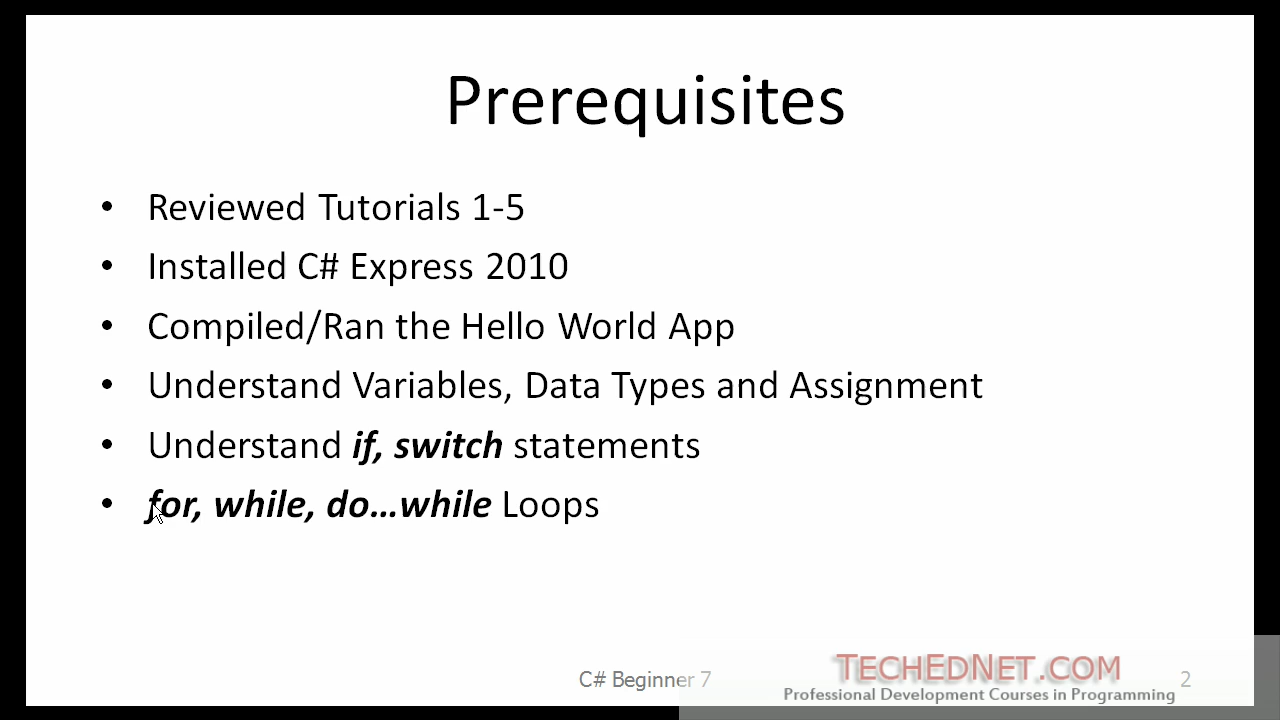 Prerequisites
• Reviewed Tutorials 1-5
• Installed C# Express 2010
• Compiled/Ran the Hello World App
• Understand Variables, Data Types and Assignment
• Understand if, switch statements
• for, while, do...while Loops
C# Beginner 7
TECHEDNET.COM
Professional Development Courses in Programming
2